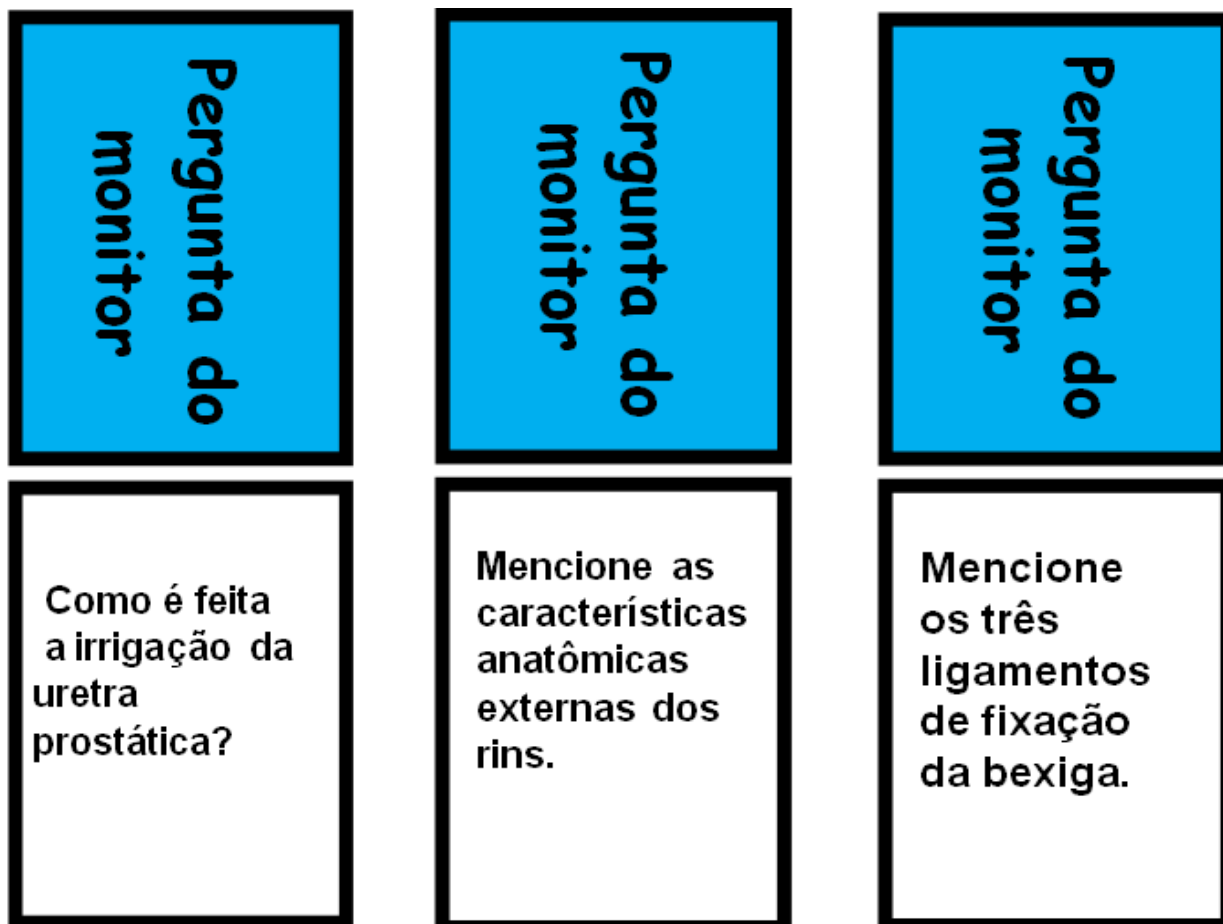 Pergunta do
monitor
Pergunta do
monitor
Pergunta do
monitor
Como é feita
a irrigação da
uretra
prostática?
Mencione as
características
anatômicas
externas dos
rins.
Mencione
os três
ligamentos
de fixação
da bexiga.